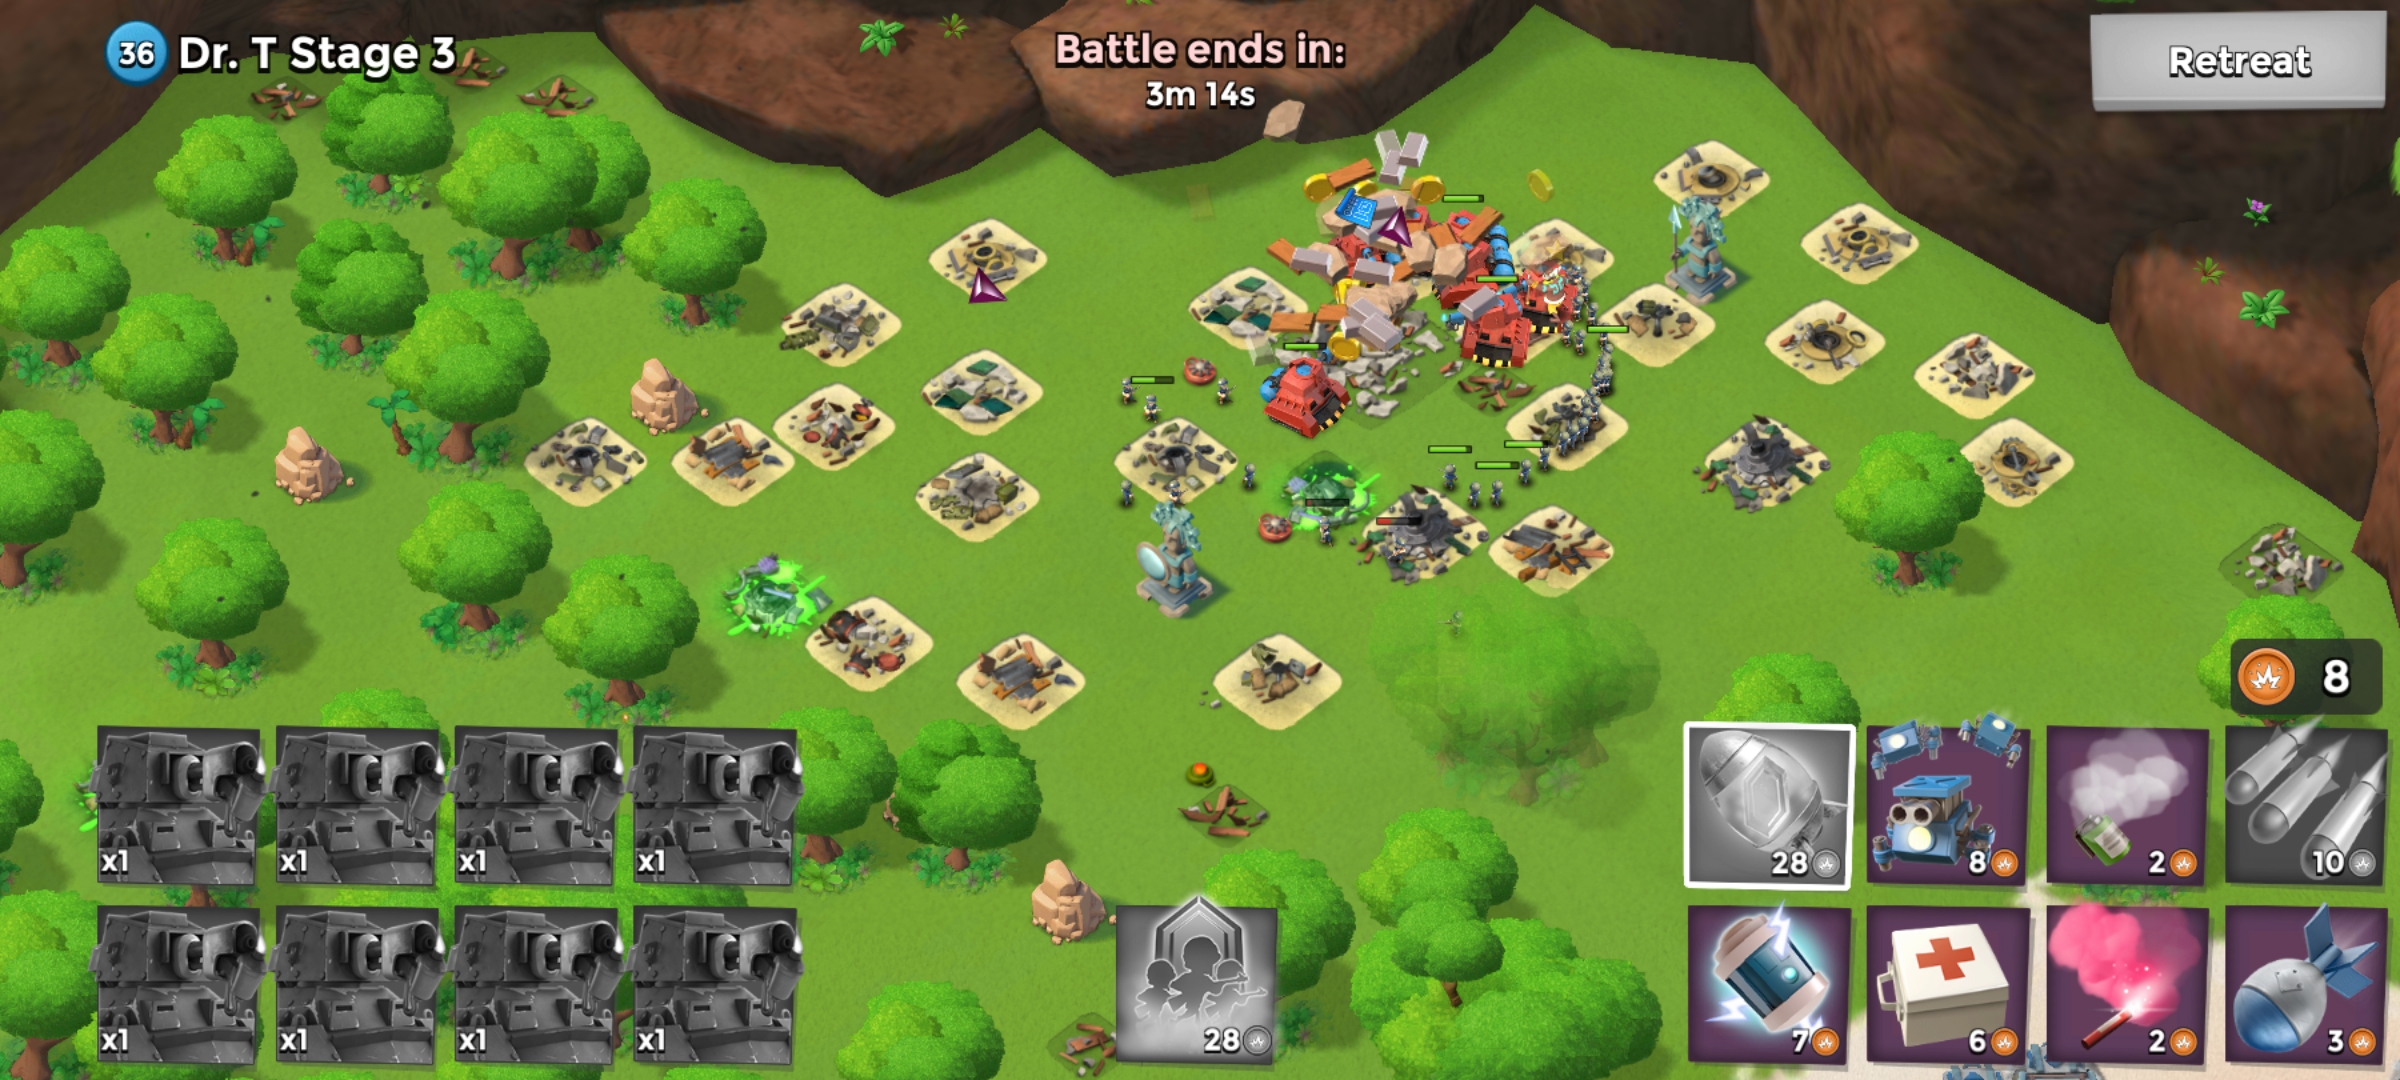 36 Dr. T Stage 3
Battle ends in:
3m 14s
Retreat
8
x1 x1 x1 x1
28 8 2 10
x1 x1 x1 x1
28
7 6 2 3